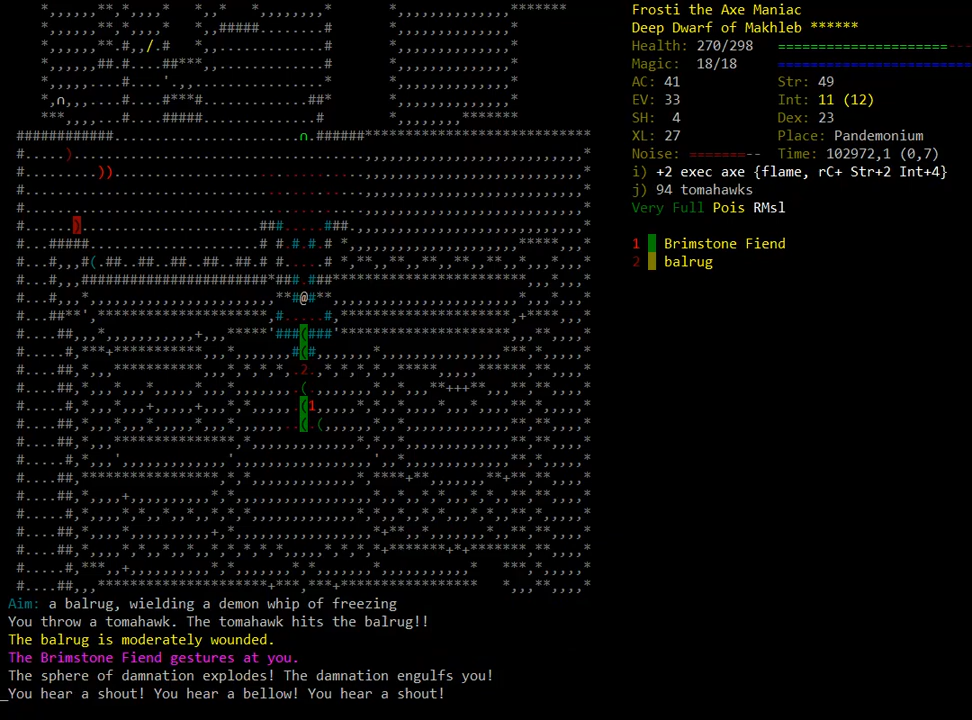 Frosti the Axe Maniac
Deep Dwarf of Makhleb ******
Health: 270/298
Magic: 18/18
AC: 41 Str: 49
EV: 33 Int: 11 (12)
SH: 4 Dex: 23
XL: 27 Place: Pandemonium
Noise: =======-- Time: 102972,1 (0,7)
i) +2 exec axe {flame, rC+ Str+2 Int+4}
j) 94 tomahawks
Very Full Pois RMsl
1 Brimstone Fiend
2 balrug
Aim: a balrug, wielding a demon whip of freezing
You throw a tomahawk. The tomahawk hits the balrug!!
The balrug is moderately wounded.
The Brimstone Fiend gestures at you.
The sphere of damnation explodes! The damnation engulfs you!
_You hear a shout! You hear a bellow! You hear a shout!